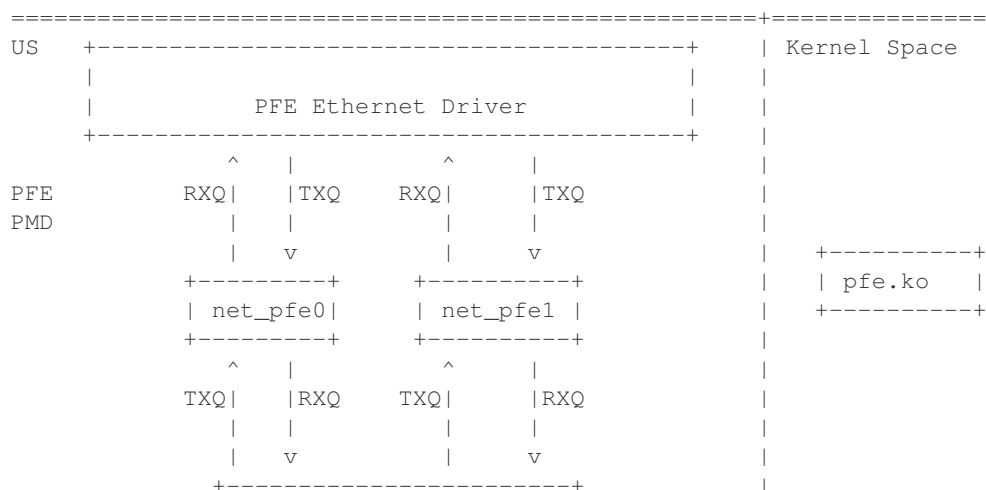 ====================================================+================
US   +-----------------------------------------+    | Kernel Space
     |                                         |    |
     |           PFE Ethernet Driver           |    |
     +-----------------------------------------+    |
               ^   |          ^     |               |
PFE         RXQ|   |TXQ    RXQ|     |TXQ            |
PMD            |   |          |     |               |
               |   v          |     v               |   +----------+
            +---------+     +----------+            |   | pfe.ko   |
            | net_pfe0|     | net_pfe1 |            |   +----------+
            +---------+     +----------+            |
               ^   |          ^     |               |
            TXQ|   |RXQ    TXQ|     |RXQ            |
               |   |          |     |               |
               |   v          |     v               |
              +------------------------+            |